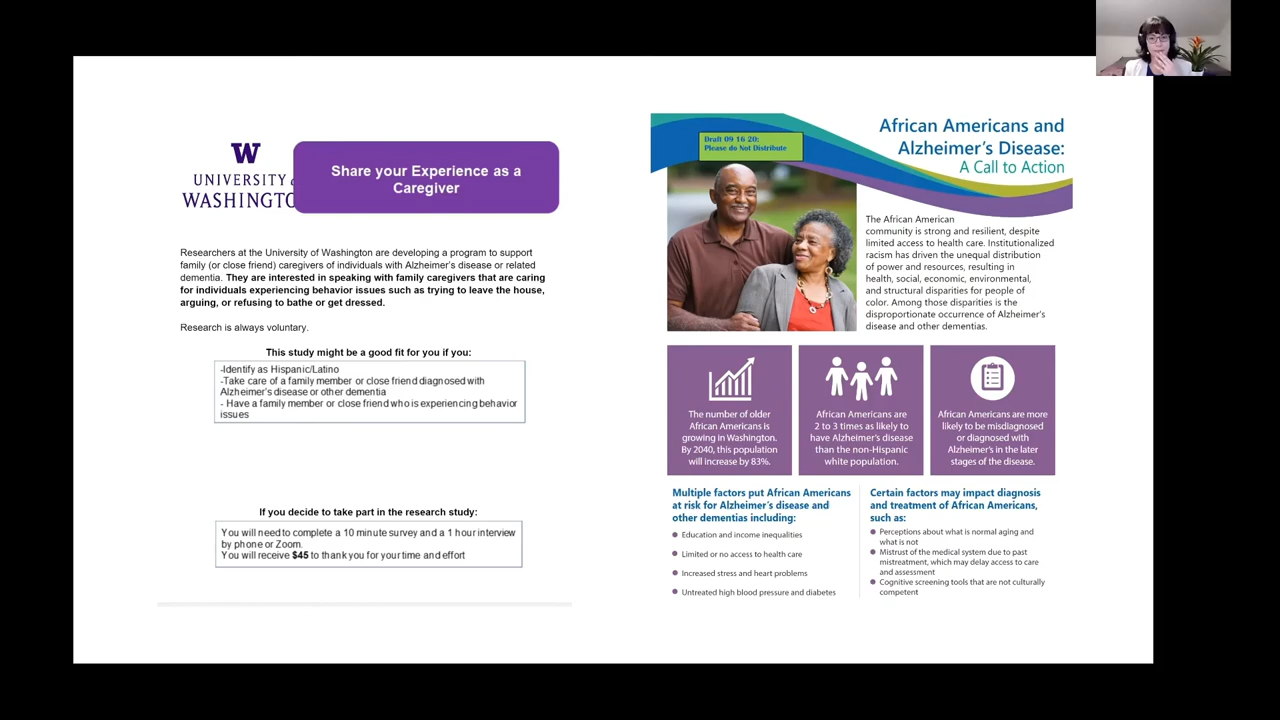 W
UNIVERSITY
WASHINGTO
Share your Experience as a
Caregiver
Researchers at the University of Washington are developing a program to support
family (or close friend) caregivers of individuals with Alzheimer's disease or related
dementia. They are interested in speaking with family caregivers that are caring
for individuals experiencing behavior issues such as trying to leave the house,
arguing, or refusing to bathe or get dressed.
Research is always voluntary.
This study might be a good fit for you if you:
-Identify as Hispanic/Latino
-Take care of a family member or close friend diagnosed with
Alzheimer's disease or other dementia
- Have a family member or close friend who is experiencing behavior
issues
If you decide to take part in the research study:
You will need to complete a 10 minute survey and a 1 hour interview
by phone or Zoom.
You will receive $45 to thank you for your time and effort
Draft 09 16 20:
Please do Not Distribute
African Americans and
Alzheimer's Disease:
A Call to Action
The African American
community is strong and resilient, despite
limited access to health care. Institutionalized
racism has driven the unequal distribution
of power and resources, resulting in
health, social, economic, environmental,
and structural disparities for people of
color. Among those disparities is the
disproportionate occurrence of Alzheimer's
disease and other dementias.
The number of older
African Americans is
growing in Washington.
By 2040, this population
will increase by 83%.
African Americans are
2 to 3 times as likely to
have Alzheimer's disease
than the non-Hispanic
white population.
African Americans are more
likely to be misdiagnosed
or diagnosed with
Alzheimer's in the later
stages of the disease.
Multiple factors put African Americans
at risk for Alzheimer's disease and
other dementias including:
Education and income inequalities
Limited or no access to health care
Increased stress and heart problems
Untreated high blood pressure and diabetes
Certain factors may impact diagnosis
and treatment of African Americans,
such as:
Perceptions about what is normal aging and
what is not
Mistrust of the medical system due to past
mistreatment, which may delay access to care
and assessment
Cognitive screening tools that are not culturally
competent